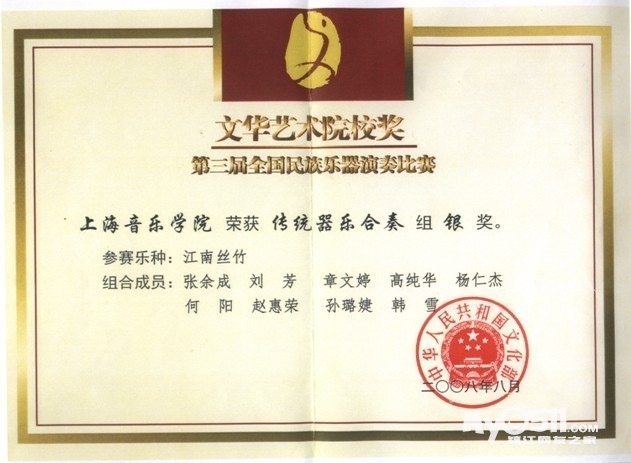 文华艺术院校奖
第三届全国民族乐器演奏比赛
上海音乐学院 荣获 传统器乐合奏 组 银 奖。
参赛乐种：江南丝竹
组合成员：张余成 刘 芳 章文婷 高纯华 杨仁杰
何 阳 赵惠荣 孙璐婕 韩 雪
中华人民共和国文化部
二〇〇八年八月